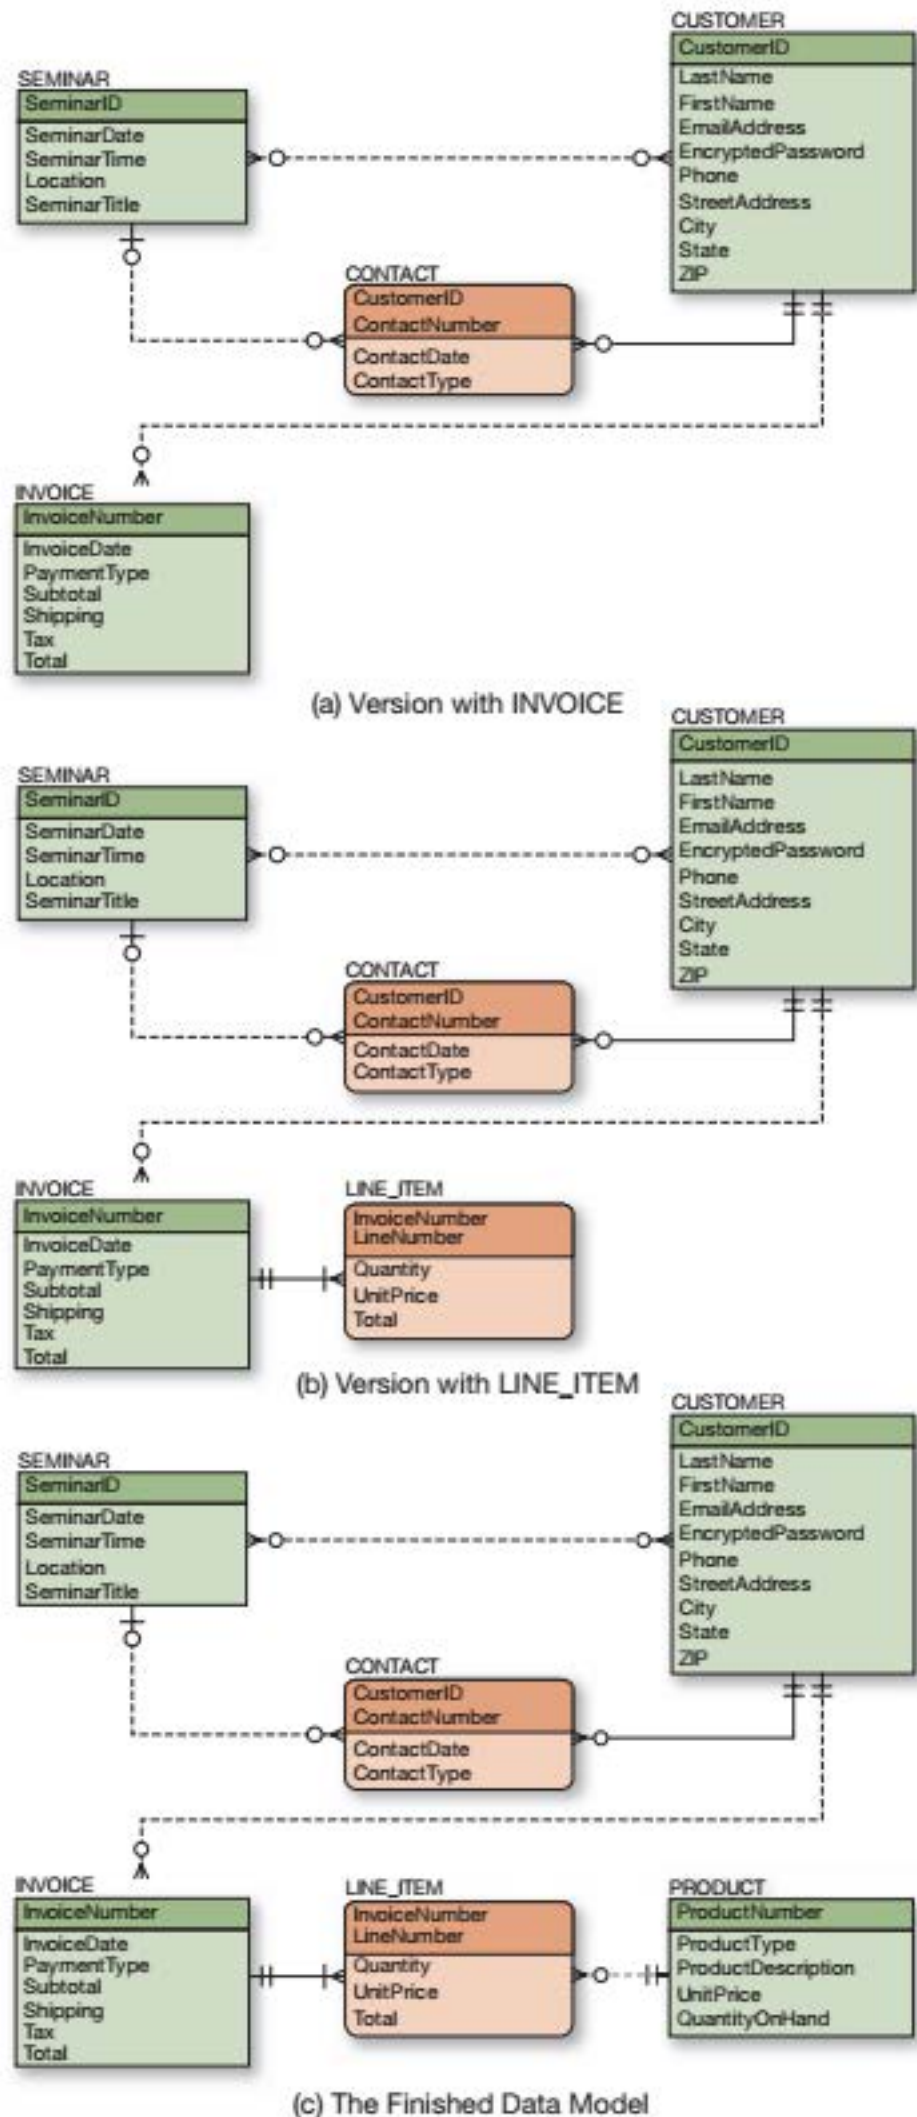 CUSTOMER
CustomerID
LastName
FirstName
EmailAddress
EncryptedPassword
Phone
StreetAddress
City
State
ZIP
SEMINAR
SeminarID
SeminarDate
SeminarTime
Location
SeminarTitle
CONTACT
CustomerID
ContactNumber
ContactDate
ContactType
INVOICE
InvoiceNumber
InvoiceDate
PaymentType
Subtotal
Shipping
Tax
Total
(a) Version with INVOICE
CUSTOMER
CustomerID
LastName
FirstName
EmailAddress
EncryptedPassword
Phone
StreetAddress
City
State
ZIP
SEMINAR
SeminarID
SeminarDate
SeminarTime
Location
SeminarTitle
CONTACT
CustomerID
ContactNumber
ContactDate
ContactType
INVOICE
InvoiceNumber
InvoiceDate
PaymentType
Subtotal
Shipping
Tax
Total
LINE_ITEM
InvoiceNumber
LineNumber
Quantity
UnitPrice
Total
(b) Version with LINE_ITEM
CUSTOMER
CustomerID
LastName
FirstName
EmailAddress
EncryptedPassword
Phone
StreetAddress
City
State
ZIP
SEMINAR
SeminarID
SeminarDate
SeminarTime
Location
SeminarTitle
CONTACT
CustomerID
ContactNumber
ContactDate
ContactType
INVOICE
InvoiceNumber
InvoiceDate
PaymentType
Subtotal
Shipping
Tax
Total
LINE_ITEM
InvoiceNumber
LineNumber
Quantity
UnitPrice
Total
PRODUCT
ProductNumber
ProductType
ProductDescription
UnitPrice
QuantityOnHand
(c) The Finished Data Model